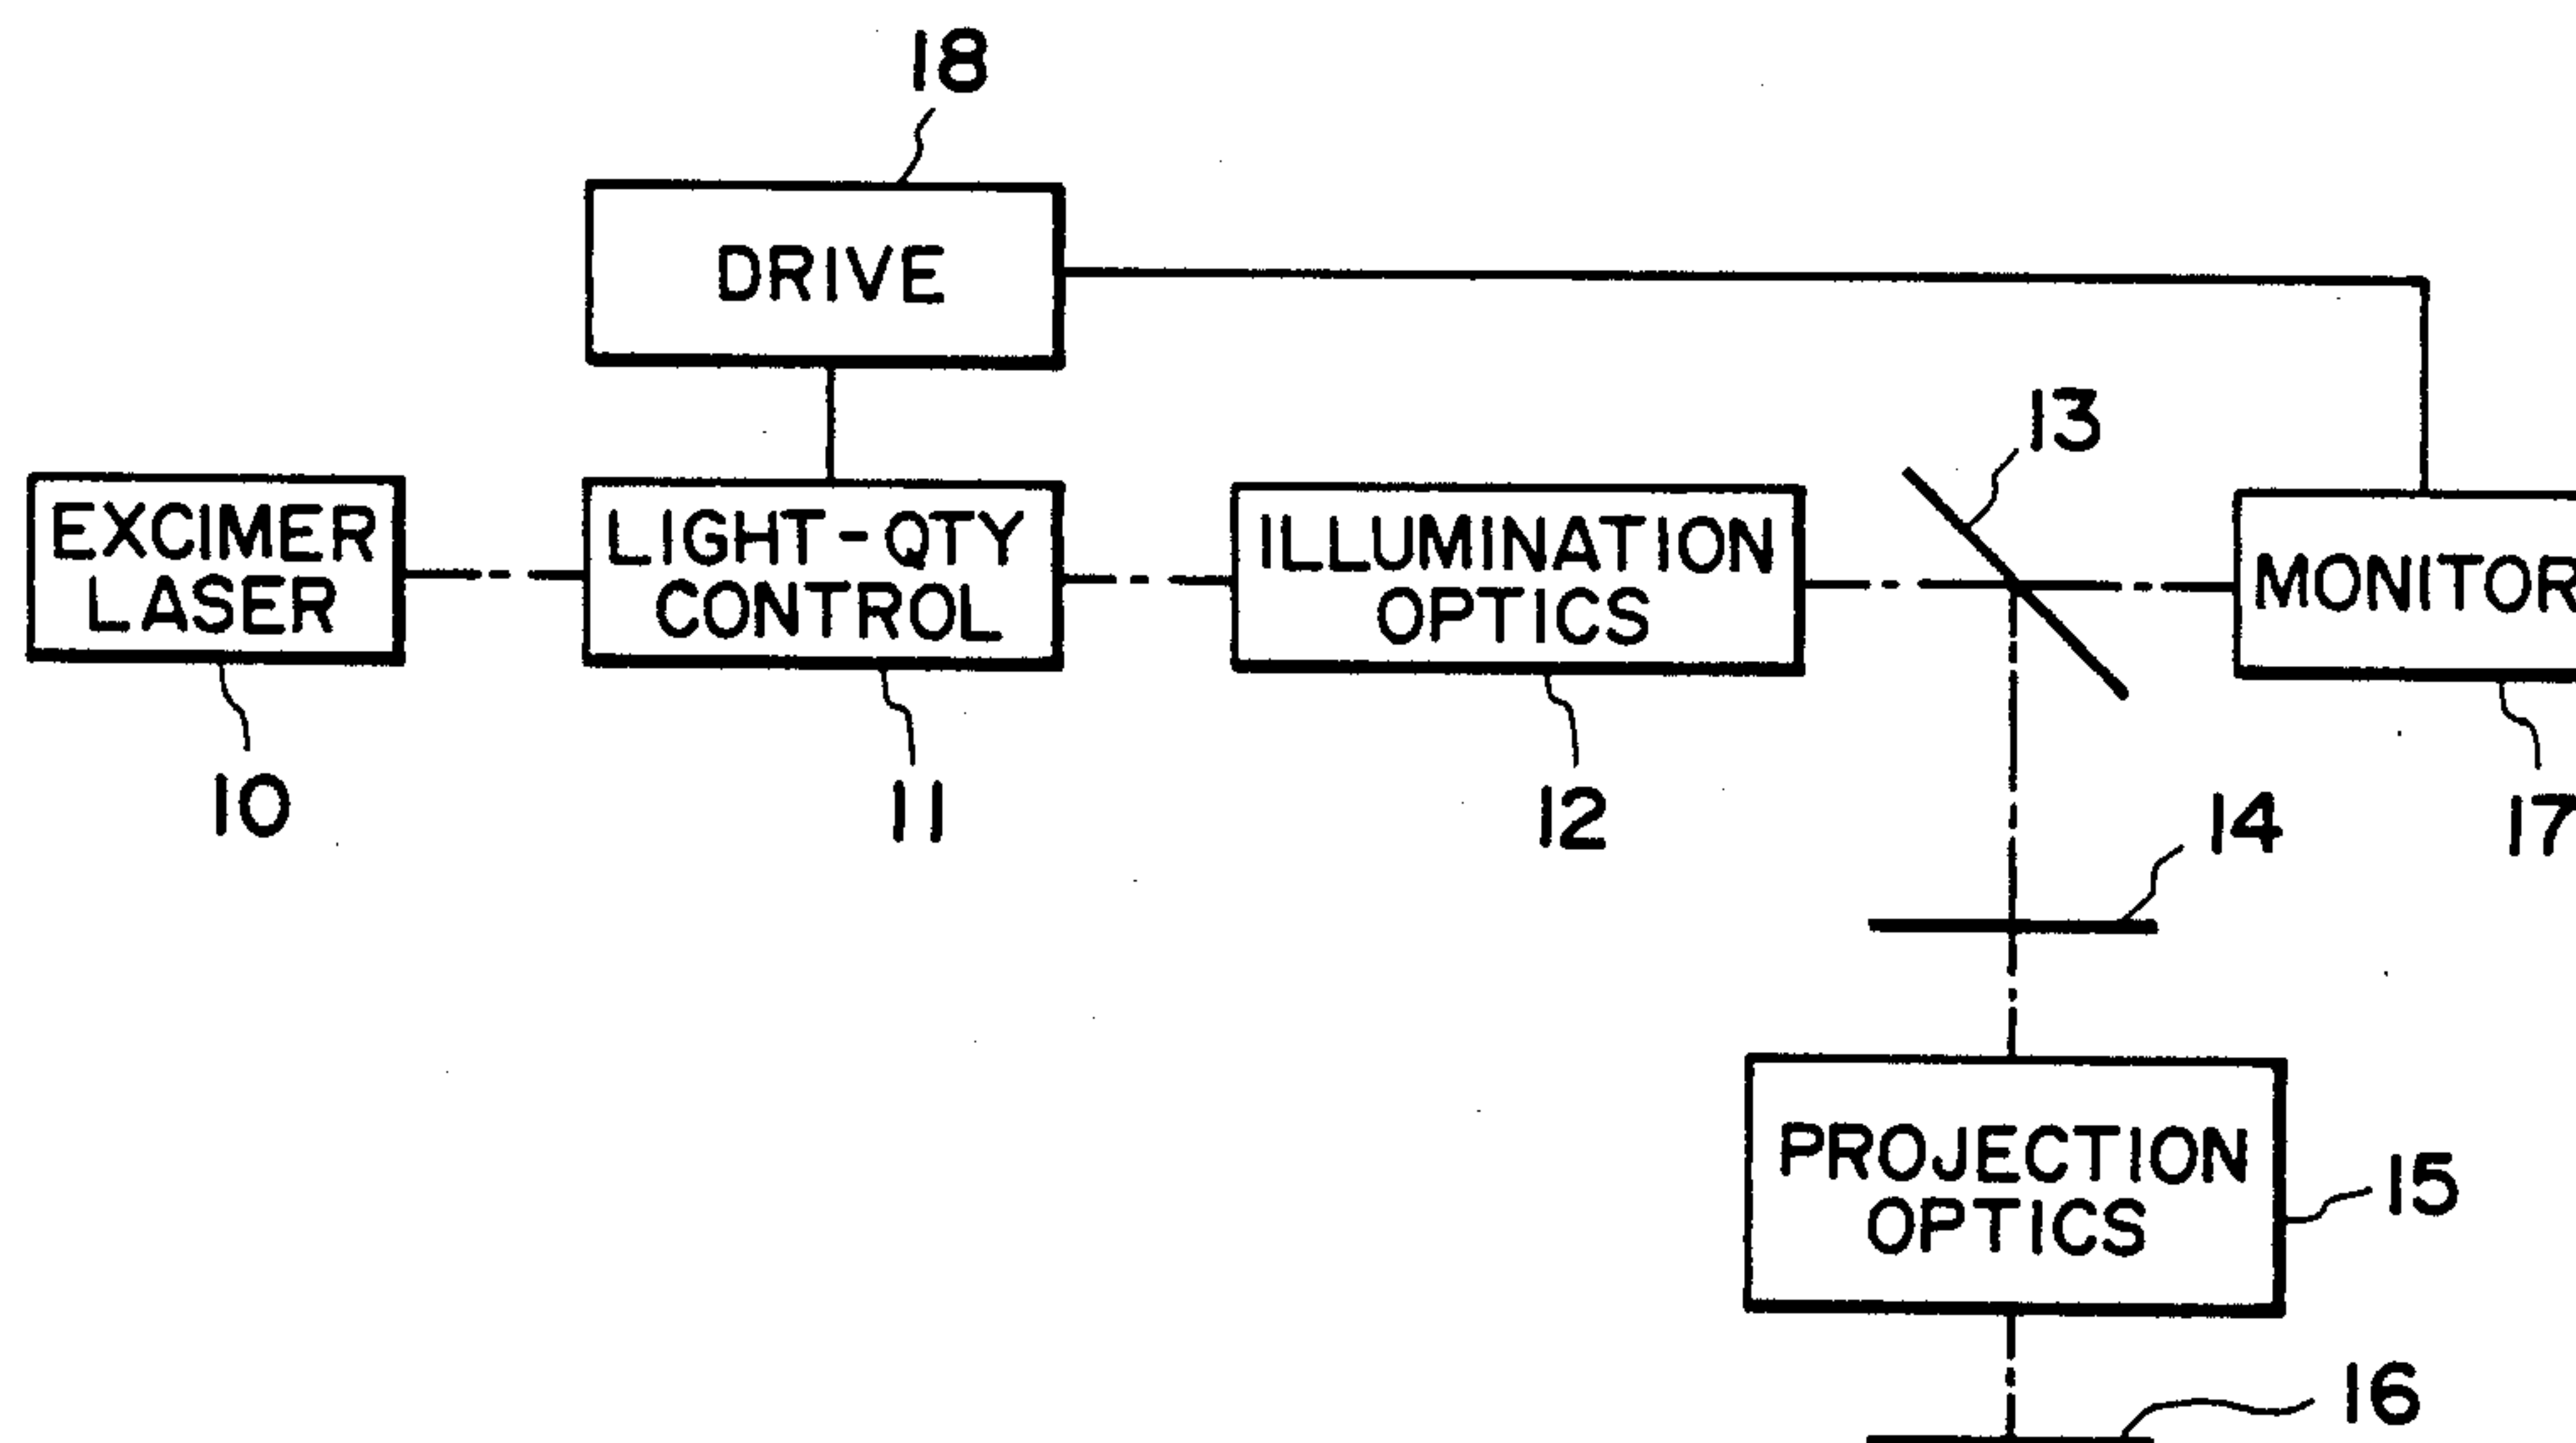 18
DRIVE
13
EXCIMER
LASER
LIGHT-QTY
CONTROL
ILLUMINATION
OPTICS
MONITOR
10
11
12
14
17
PROJECTION
OPTICS
15
16